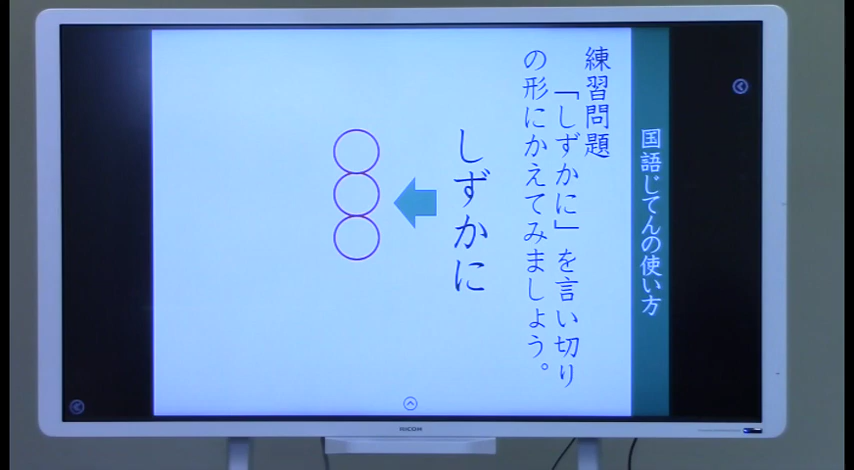 国語じてんの使い方
練習問題
「しずかに」を言い切り
の形にかえてみましょう。
しずかに
RICOH